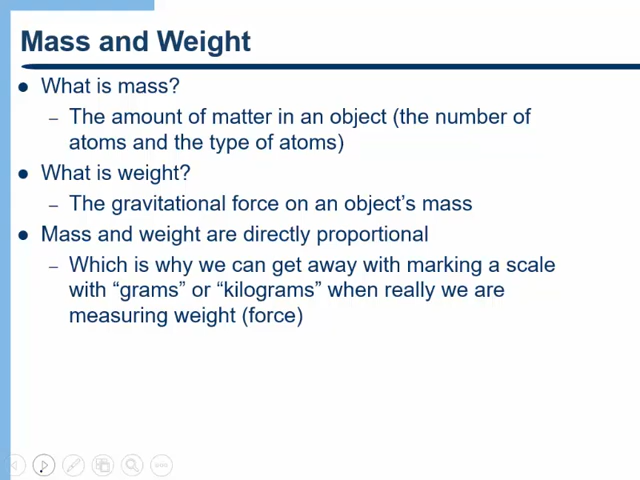 Mass and Weight
● What is mass?
– The amount of matter in an object (the number of
atoms and the type of atoms)
● What is weight?
– The gravitational force on an object’s mass
● Mass and weight are directly proportional
– Which is why we can get away with marking a scale
with “grams” or “kilograms” when really we are
measuring weight (force)